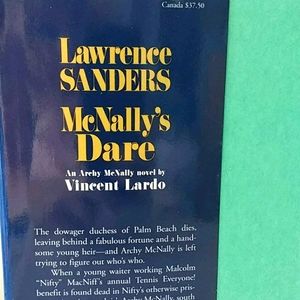 Canada $37.50
Lawrence
SANDERS
McNally's
Dare
An Archy McNally novel by
Vincent Lardo
The dowager duchess of Palm Beach dies,
leaving behind a fabulous fortune and a hand-
some young heir—and Archy McNally is left
trying to figure out who's who.
When a young waiter working Malcolm
"Nifty" MacNiff's annual Tennis Everyone!
benefit is found dead in Nifty's otherwise pris-
Archy McNally, south